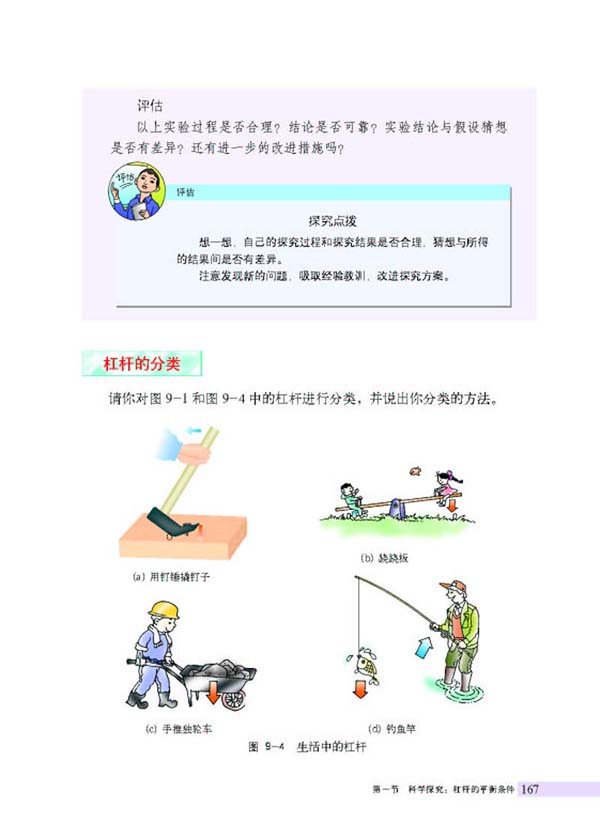 评估
以上实验过程是否合理？结论是否可靠？实验结论与假设猜想
是否有差异？还有进一步的改进措施吗？
评估
评估
探究点拨
想一想，自己的探究过程和探究结果是否合理，猜想与所得
的结果间是否有差异。
注意发现新的问题，吸取经验教训，改进探究方案。
杠杆的分类
请你对图 9-1 和图 9-4 中的杠杆进行分类，并说出你分类的方法。
(a) 用钉锤撬钉子
(b) 跷跷板
(c) 手推独轮车
(d) 钓鱼竿
图 9-4 生活中的杠杆
第一节 科学探究：杠杆的平衡条件 167